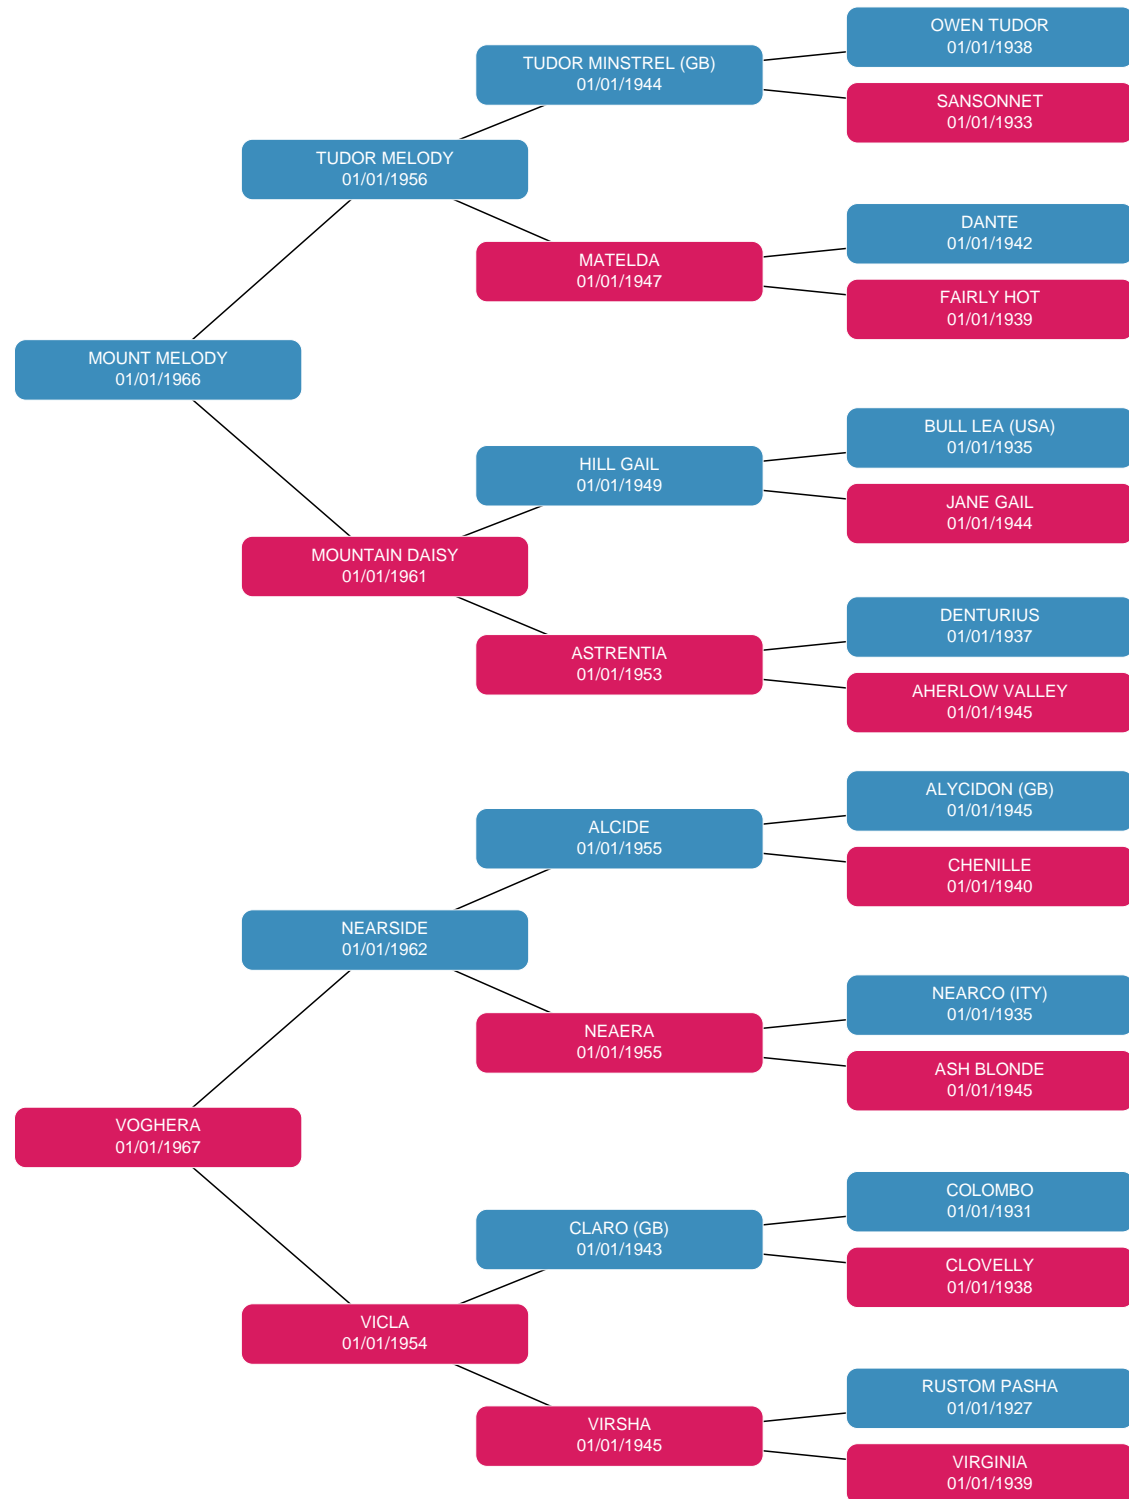 OWEN TUDOR
01/01/1938
TUDOR MINSTREL (GB)
01/01/1944
SANSONNET
01/01/1933
TUDOR MELODY
01/01/1956
DANTE
01/01/1942
MATELDA
01/01/1947
FAIRLY HOT
01/01/1939
MOUNT MELODY
01/01/1966
BULL LEA (USA)
01/01/1935
HILL GAIL
01/01/1949
JANE GAIL
01/01/1944
MOUNTAIN DAISY
01/01/1961
DENTURIUS
01/01/1937
ASTRENTIA
01/01/1953
AHERLOW VALLEY
01/01/1945
ALYCIDON (GB)
01/01/1945
ALCIDE
01/01/1955
CHENILLE
01/01/1940
NEARSIDE
01/01/1962
NEARCO (ITY)
01/01/1935
NEAERA
01/01/1955
ASH BLONDE
01/01/1945
VOGHERA
01/01/1967
COLOMBO
01/01/1931
CLARO (GB)
01/01/1943
CLOVELLY
01/01/1938
VICLA
01/01/1954
RUSTOM PASHA
01/01/1927
VIRSHA
01/01/1945
VIRGINIA
01/01/1939